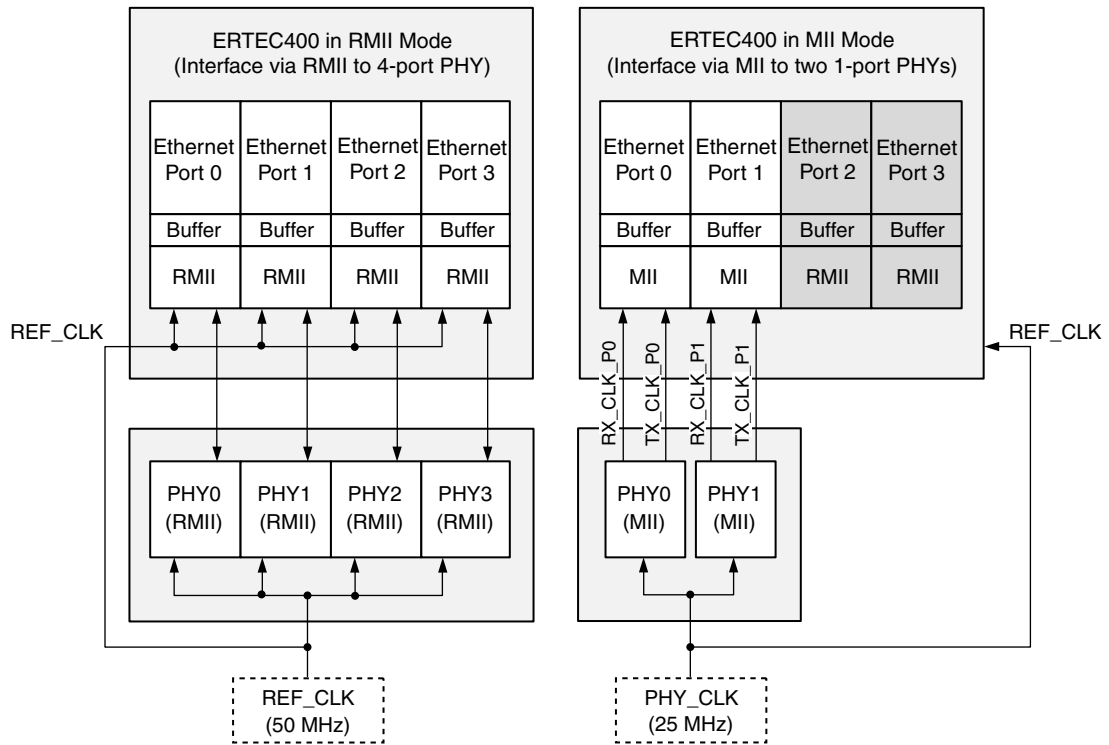 ERTEC400 in RMII Mode
(Interface via RMII to 4-port PHY)
Ethernet
Port 0
Ethernet
Port 1
Ethernet
Port 2
Ethernet
Port 3
Buffer
Buffer
Buffer
Buffer
RMII
RMII
RMII
RMII
REF_CLK
PHY0
(RMII)
PHY1
(RMII)
PHY2
(RMII)
PHY3
(RMII)
REF_CLK
(50 MHz)
ERTEC400 in MII Mode
(Interface via MII to two 1-port PHYs)
Ethernet
Port 0
Ethernet
Port 1
Ethernet
Port 2
Ethernet
Port 3
Buffer
Buffer
Buffer
Buffer
MII
MII
RMII
RMII
REF_CLK
RX_CLK_P0
TX_CLK_P0
RX_CLK_P1
TX_CLK_P1
PHY0
(MII)
PHY1
(MII)
PHY_CLK
(25 MHz)